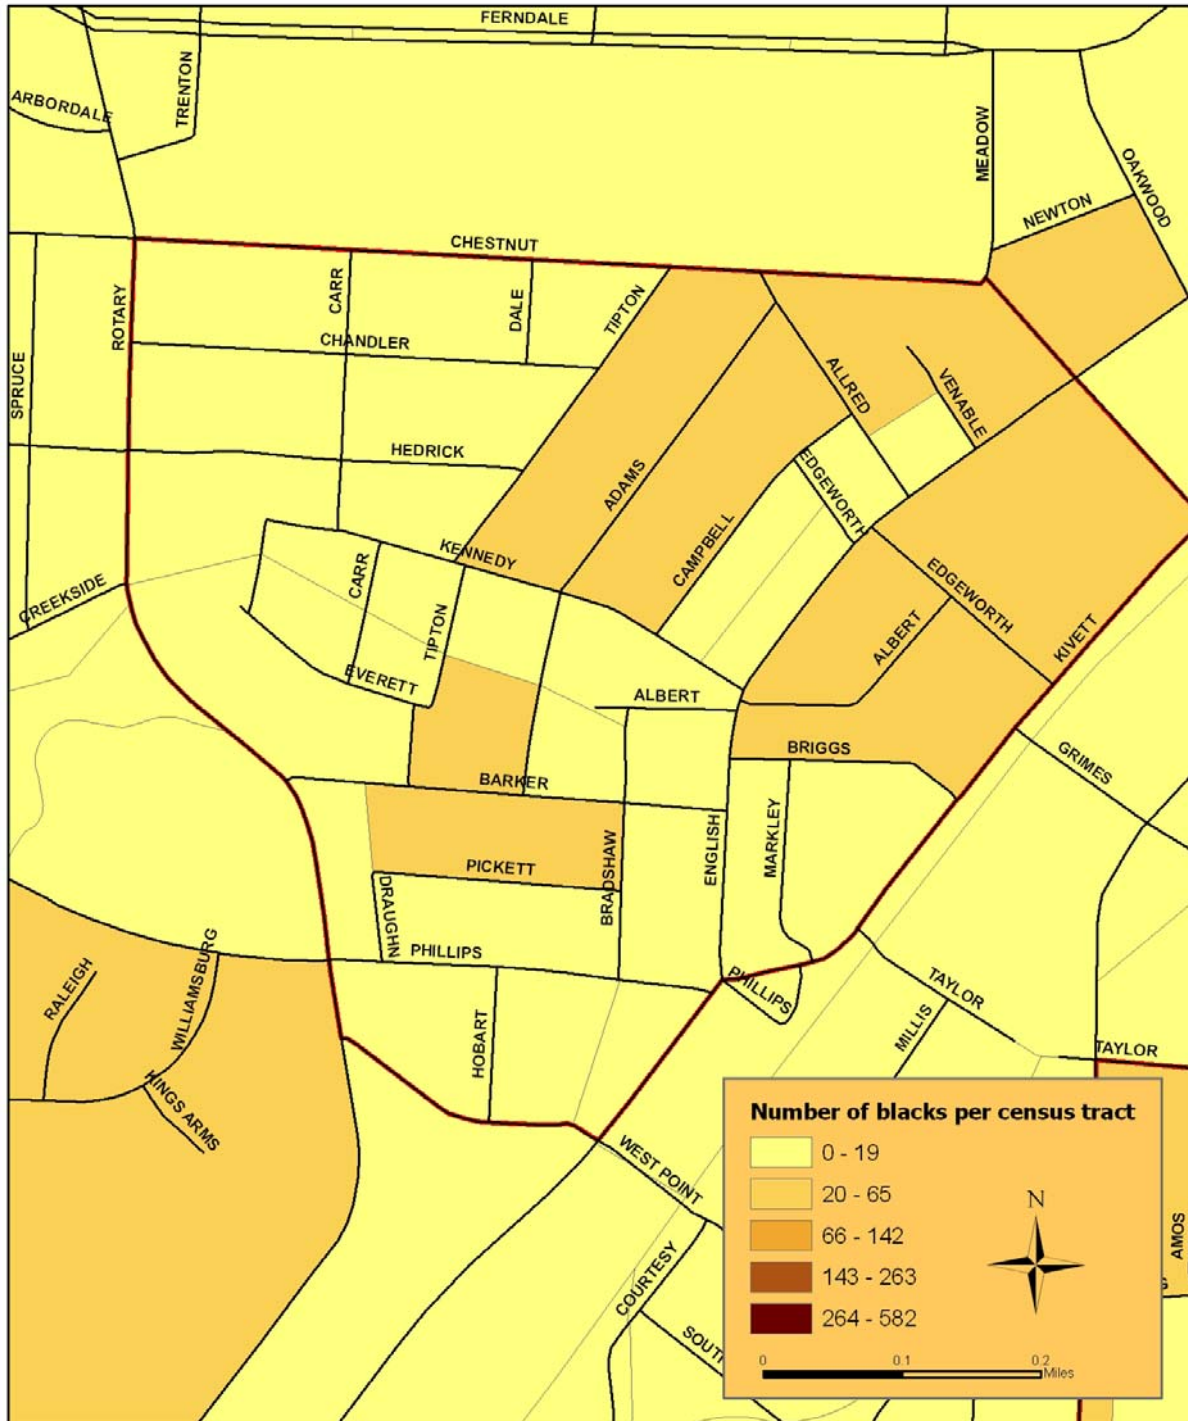 FERNDALE
ARBORDALE
TRENTON
MEADOW
OAKWOOD
NEWTON
CHESTNUT
ROTARY
CARR
DALE
TIPTON
CHANDLER
SPRUCE
ALLRED
VENABLE
HEDRICK
ADAMS
EDGEWORTH
CAMPBELL
KENNEDY
CARR
CREEKSIDE
TIPTON
EDGEWORTH
ALBERT
KIVETT
EVERETT
ALBERT
BRIGGS
GRIMES
BARKER
MARKLEY
ENGLISH
PICKETT
BRADSHAW
DRAUGHN
PHILLIPS
WILLIAMSBURG
RALEIGH
PHILLIPS
TAYLOR
MILLIS
HOBART
TAYLOR
KINGS ARMS
WEST POINT
COURTESY
AMOS
Number of blacks per census tract
0 - 19
20 - 65
66 - 142
143 - 263
264 - 582
N
0 0.1 0.2
Miles